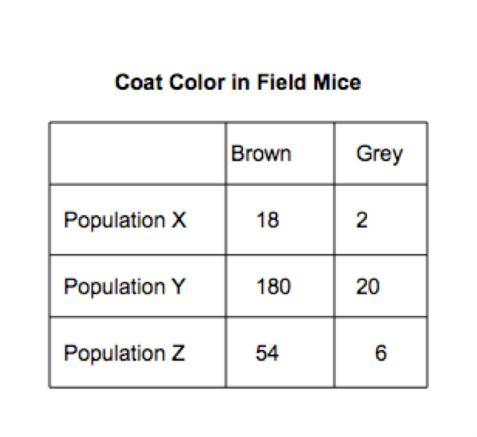 Coat Color in Field Mice
Brown Grey
Population X 18 2
Population Y 180 20
Population Z 54 6